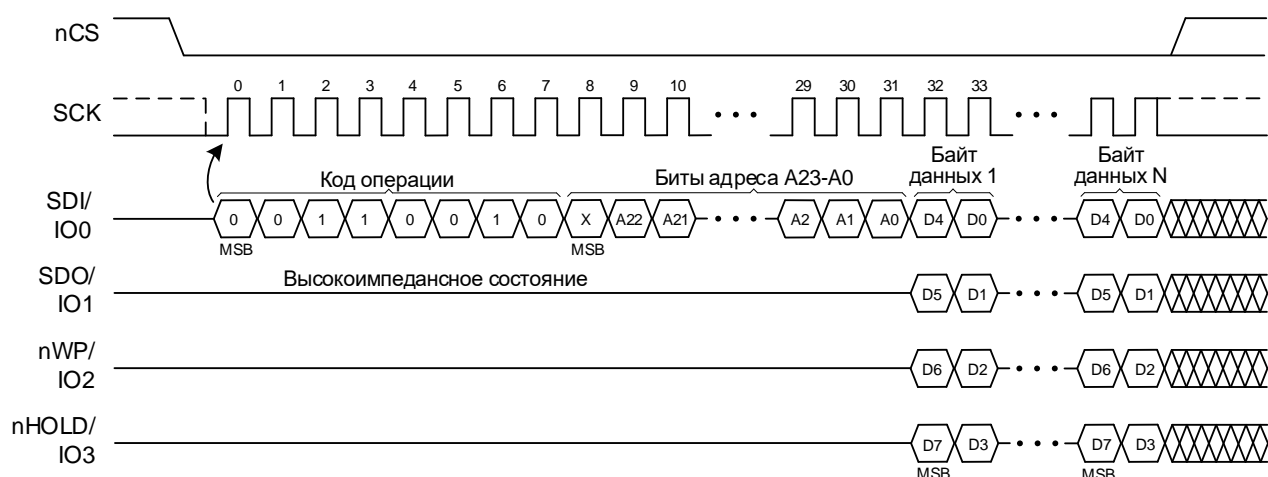 nCS
0 1 2 3 4 5 6 7 8 9 10 29 30 31 32 33
SCK
Байт данных 1
Байт данных N
Код операции
Биты адреса A23-A0
SDI/
IO0
0 0 1 1 0 0 1 0 X A22 A21 A2 A1 A0 D4 D0 D4 D0
MSB MSB
SDO/
IO1
Высокоимпедансное состояние
D5 D1 D5 D1
nWP/
IO2
D6 D2 D6 D2
nHOLD/
IO3
D7 D3 D7 D3
MSB MSB